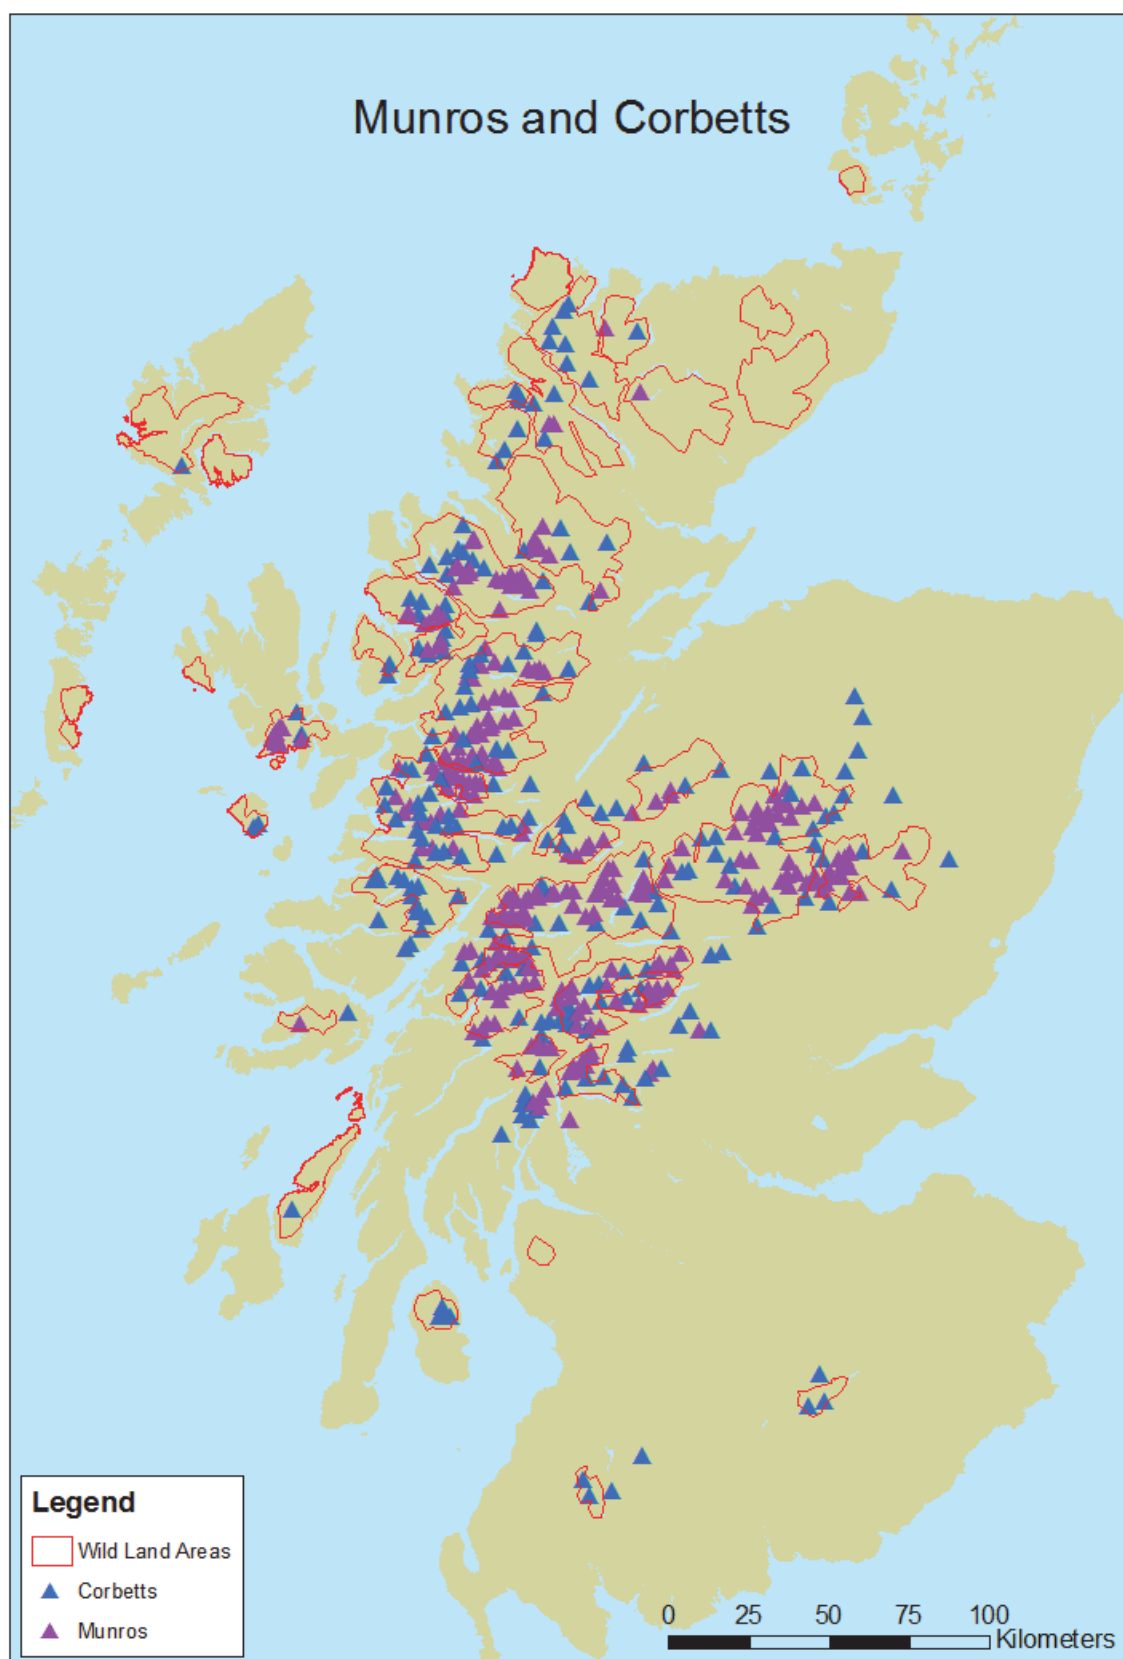 Munros and Corbetts
Legend
Wild Land Areas
Corbetts
Munros
0 25 50 75 100
Kilometers